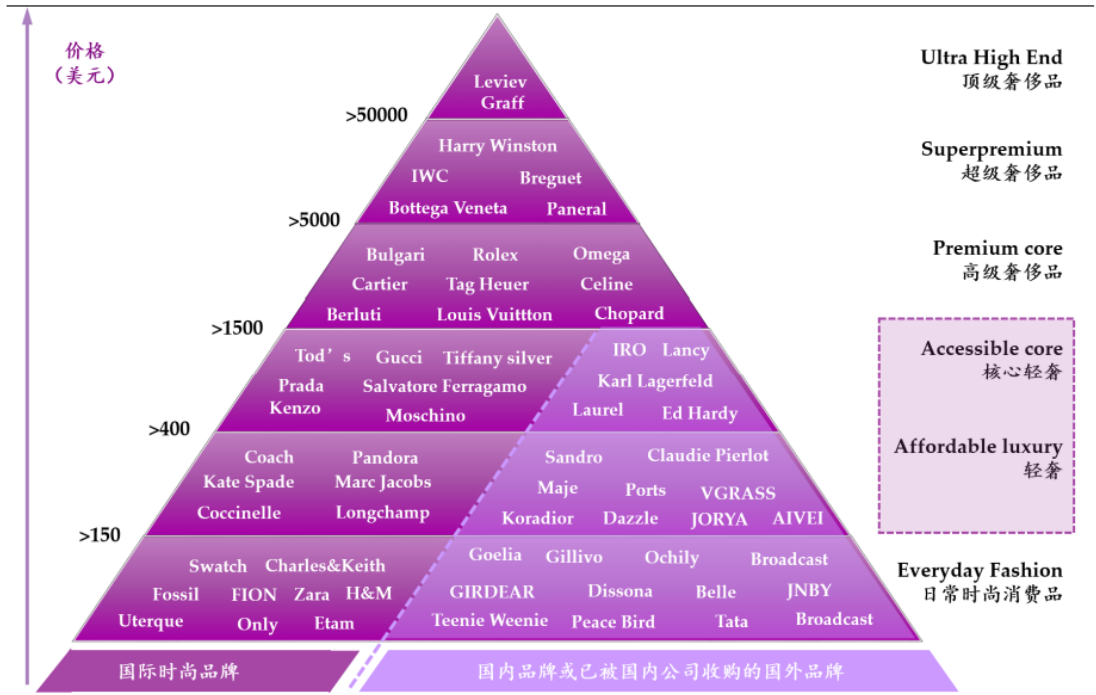 价格
（美元）
Leviev
Graff
Ultra High End
顶级奢侈品
>50000
Harry Winston
IWC Breguet
Bottega Veneta Paneral
Superpremium
超级奢侈品
>5000
Bulgari Rolex Omega
Cartier Tag Heuer Celine
Berluti Louis Vuittton Chopard
Premium core
高级奢侈品
>1500
Tod’s Gucci Tiffany silver
Prada Salvatore Ferragamo
Kenzo Moschino
IRO Lancy
Karl Lagerfeld
Laurel Ed Hardy
Accessible core
核心轻奢
>400
Coach Pandora
Kate Spade Marc Jacobs
Coccinelle Longchamp
Sandro Claudie Pierlot
Maje Ports VGRASS
Koradior Dazzle JORYA AIVEI
Affordable luxury
轻奢
>150
Swatch Charles&Keith
Fossil FION Zara H&M
Uterque Only Etam
Goelia Gillivo Ochily Broadcast
GIRDEAR Dissona Belle JNBY
Teenie Weenie Peace Bird Tata Broadcast
Everyday Fashion
日常时尚消费品
国际时尚品牌
国内品牌或已被国内公司收购的国外品牌